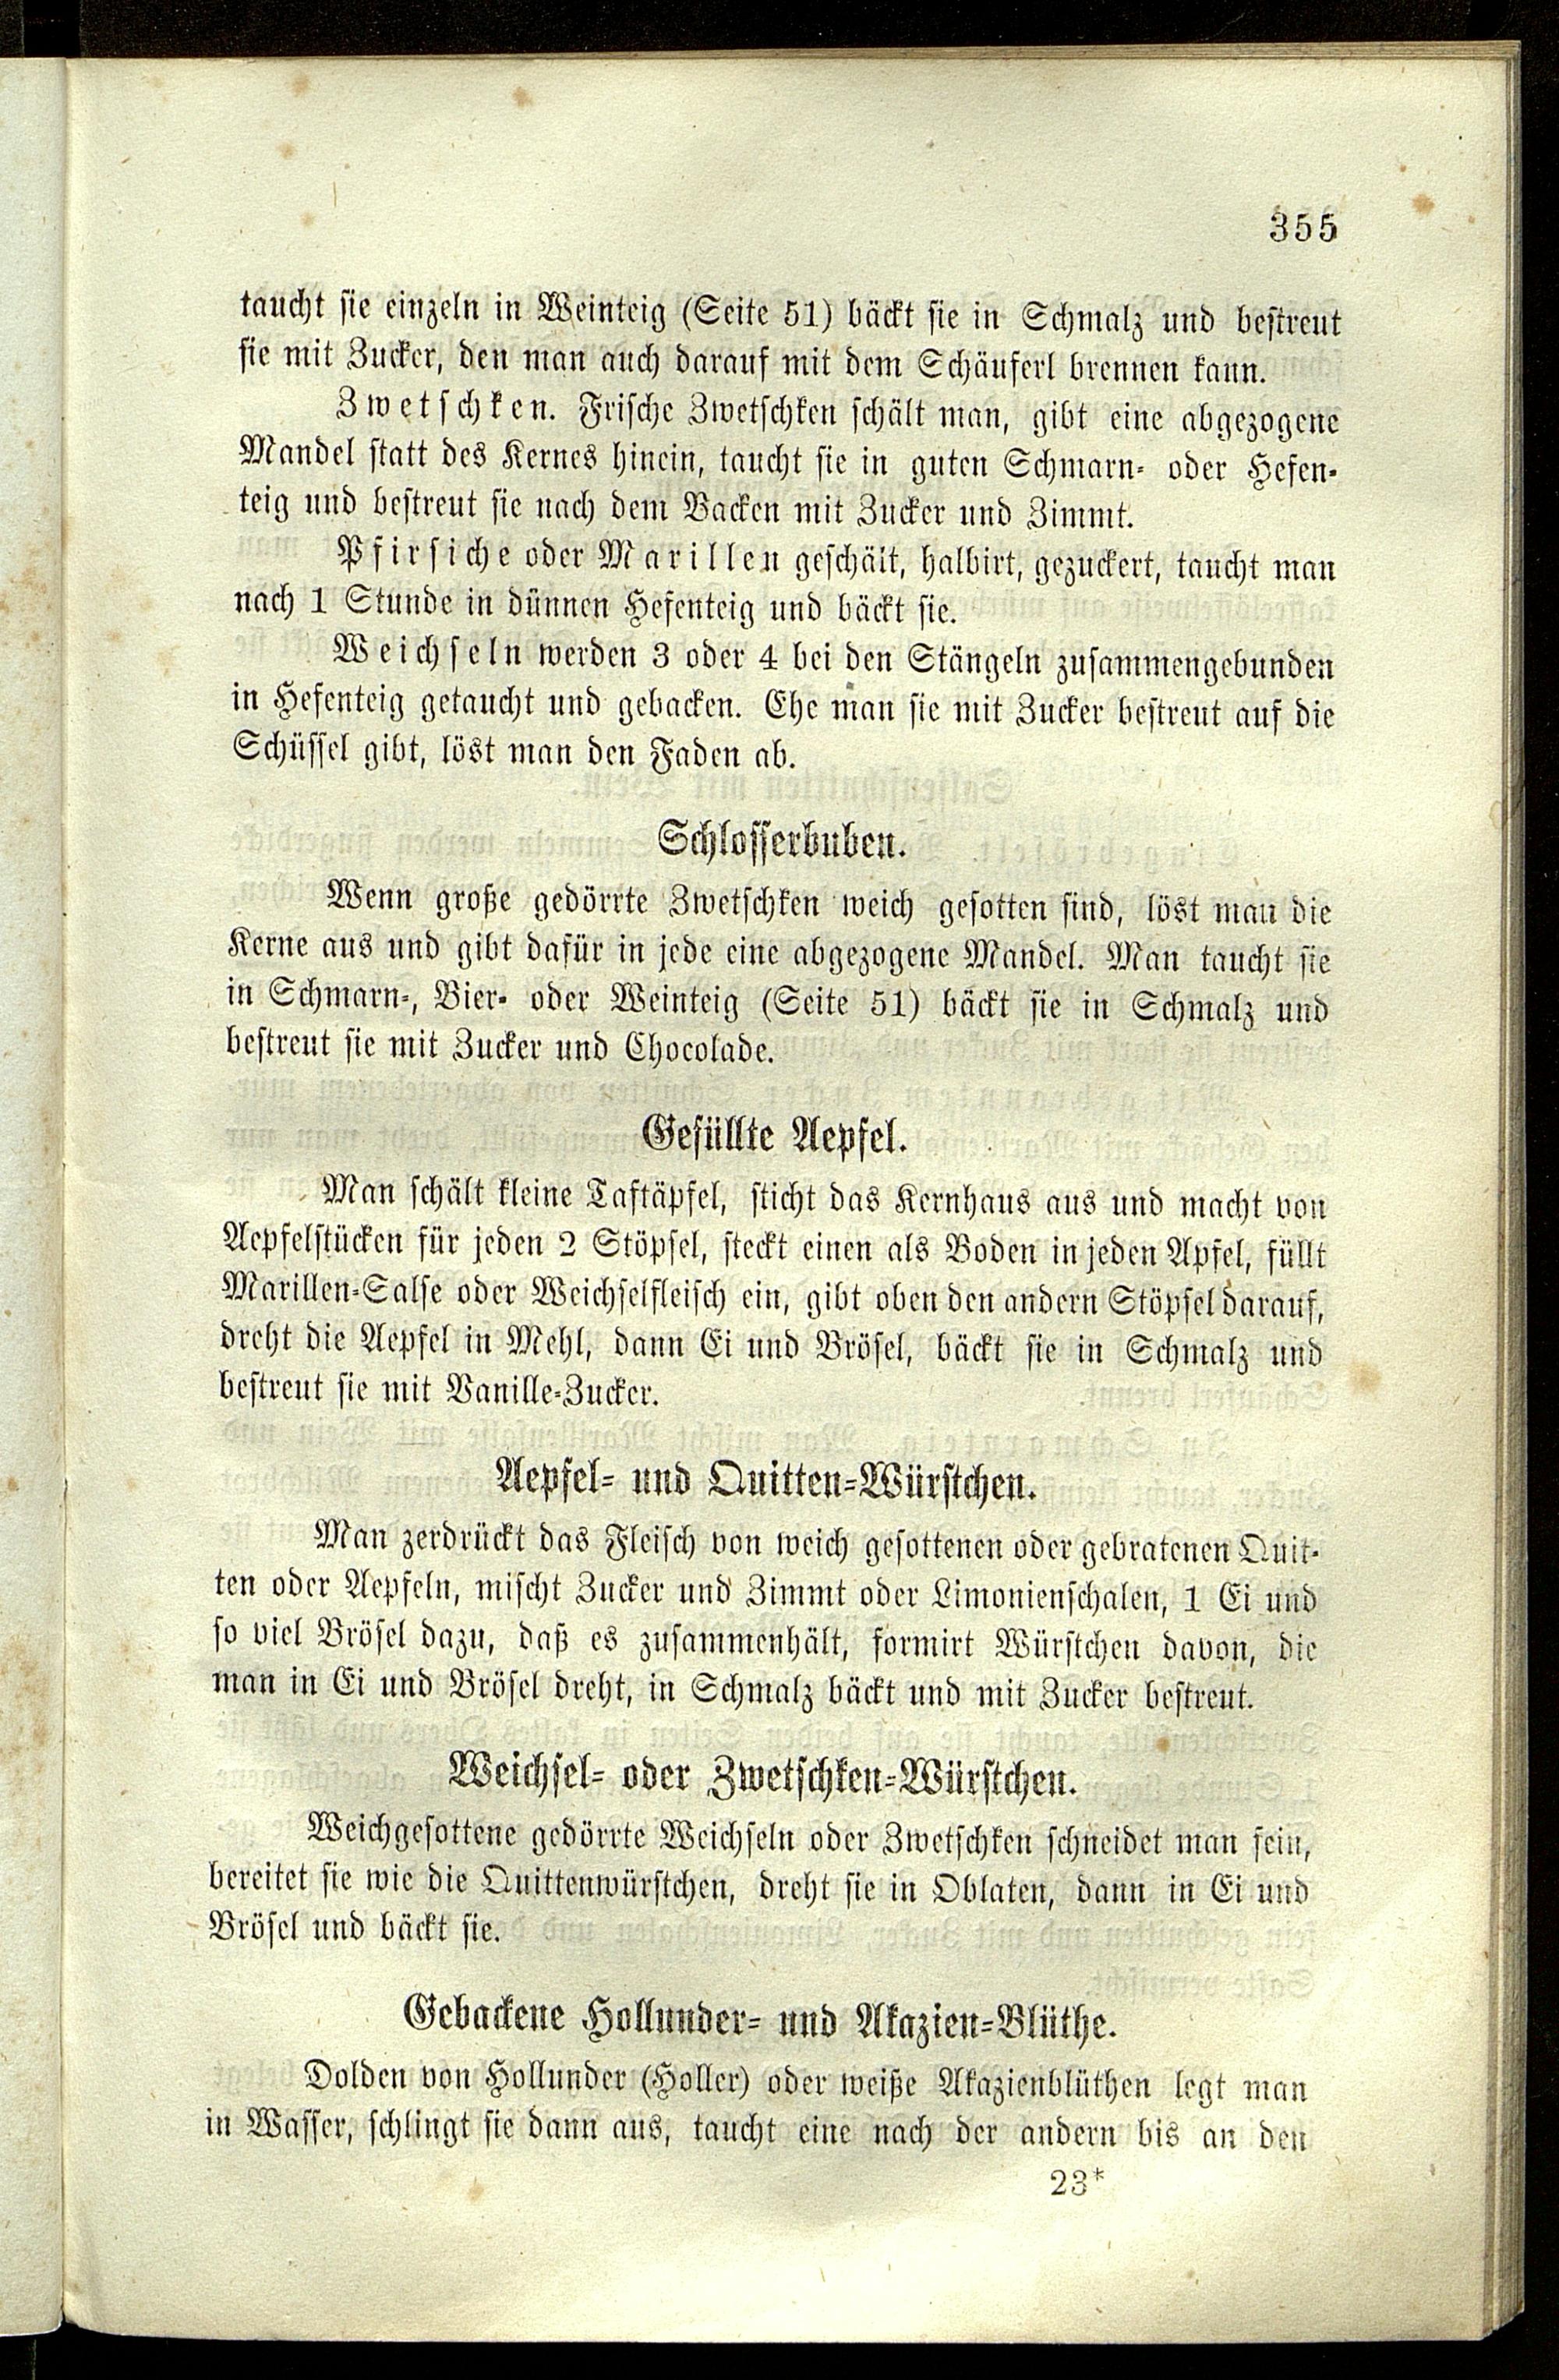 355
taucht sie einzeln in Weinteig (Seite 51) bäckt sie in Schmalz und bestreut
sie mit Zucker, den man auch darauf mit dem Schäuferl brennen kann.
Zwetschken. Frische Zwetschken schält man, gibt eine abgezogene
Mandel statt des Kernes hinein, taucht sie in guten Schmarn- oder Hefen-
teig und bestreut sie nach dem Backen mit Zucker und Zimmt.
Pfirsiche oder Marillen geschält, halbirt, gezuckert, taucht man
nach 1 Stunde in dünnen Hefenteig und bäckt sie.
Weichseln werden 3 oder 4 bei den Stängeln zusammengebunden
in Hefenteig getaucht und gebacken. Ehe man sie mit Zucker bestreut auf die
Schüssel gibt, löst man den Faden ab.
Schlosserbuben.
Wenn große gedörrte Zwetschken weich gesotten sind, löst man die
Kerne aus und gibt dafür in jede eine abgezogene Mandel. Man taucht sie
in Schmarn-, Bier- oder Weinteig (Seite 51) bäckt sie in Schmalz und
bestreut sie mit Zucker und Chocolade.
Gefüllte Aepfel.
Man schält kleine Taftäpfel, sticht das Kernhaus aus und macht von
Aepfelstücken für jeden 2 Stöpsel, steckt einen als Boden in jeden Apfel, füllt
Marillen-Salse oder Weichselfleisch ein, gibt oben den andern Stöpsel darauf,
dreht die Aepfel in Mehl, dann Ei und Brösel, bäckt sie in Schmalz und
bestreut sie mit Vanille-Zucker.
Aepfel- und Quitten-Würstchen.
Man zerdrückt das Fleisch von weich gesottenen oder gebratenen Quit-
ten oder Aepfeln, mischt Zucker und Zimmt oder Limonienschalen, 1 Ei und
so viel Brösel dazu, daß es zusammenhält, formirt Würstchen davon, die
man in Ei und Brösel dreht, in Schmalz bäckt und mit Zucker bestreut.
Weichsel- oder Zwetschken-Würstchen.
Weichgesottene gedörrte Weichseln oder Zwetschken schneidet man fein,
bereitet sie wie die Quittenwürstchen, dreht sie in Oblaten, dann in Ei und
Brösel und bäckt sie.
Gebackene Hollunder- und Akazien-Blüthe.
Dolden von Hollunder (Holler) oder weiße Akazienblüthen legt man
in Wasser, schlingt sie dann aus, taucht eine nach der andern bis an den
23*